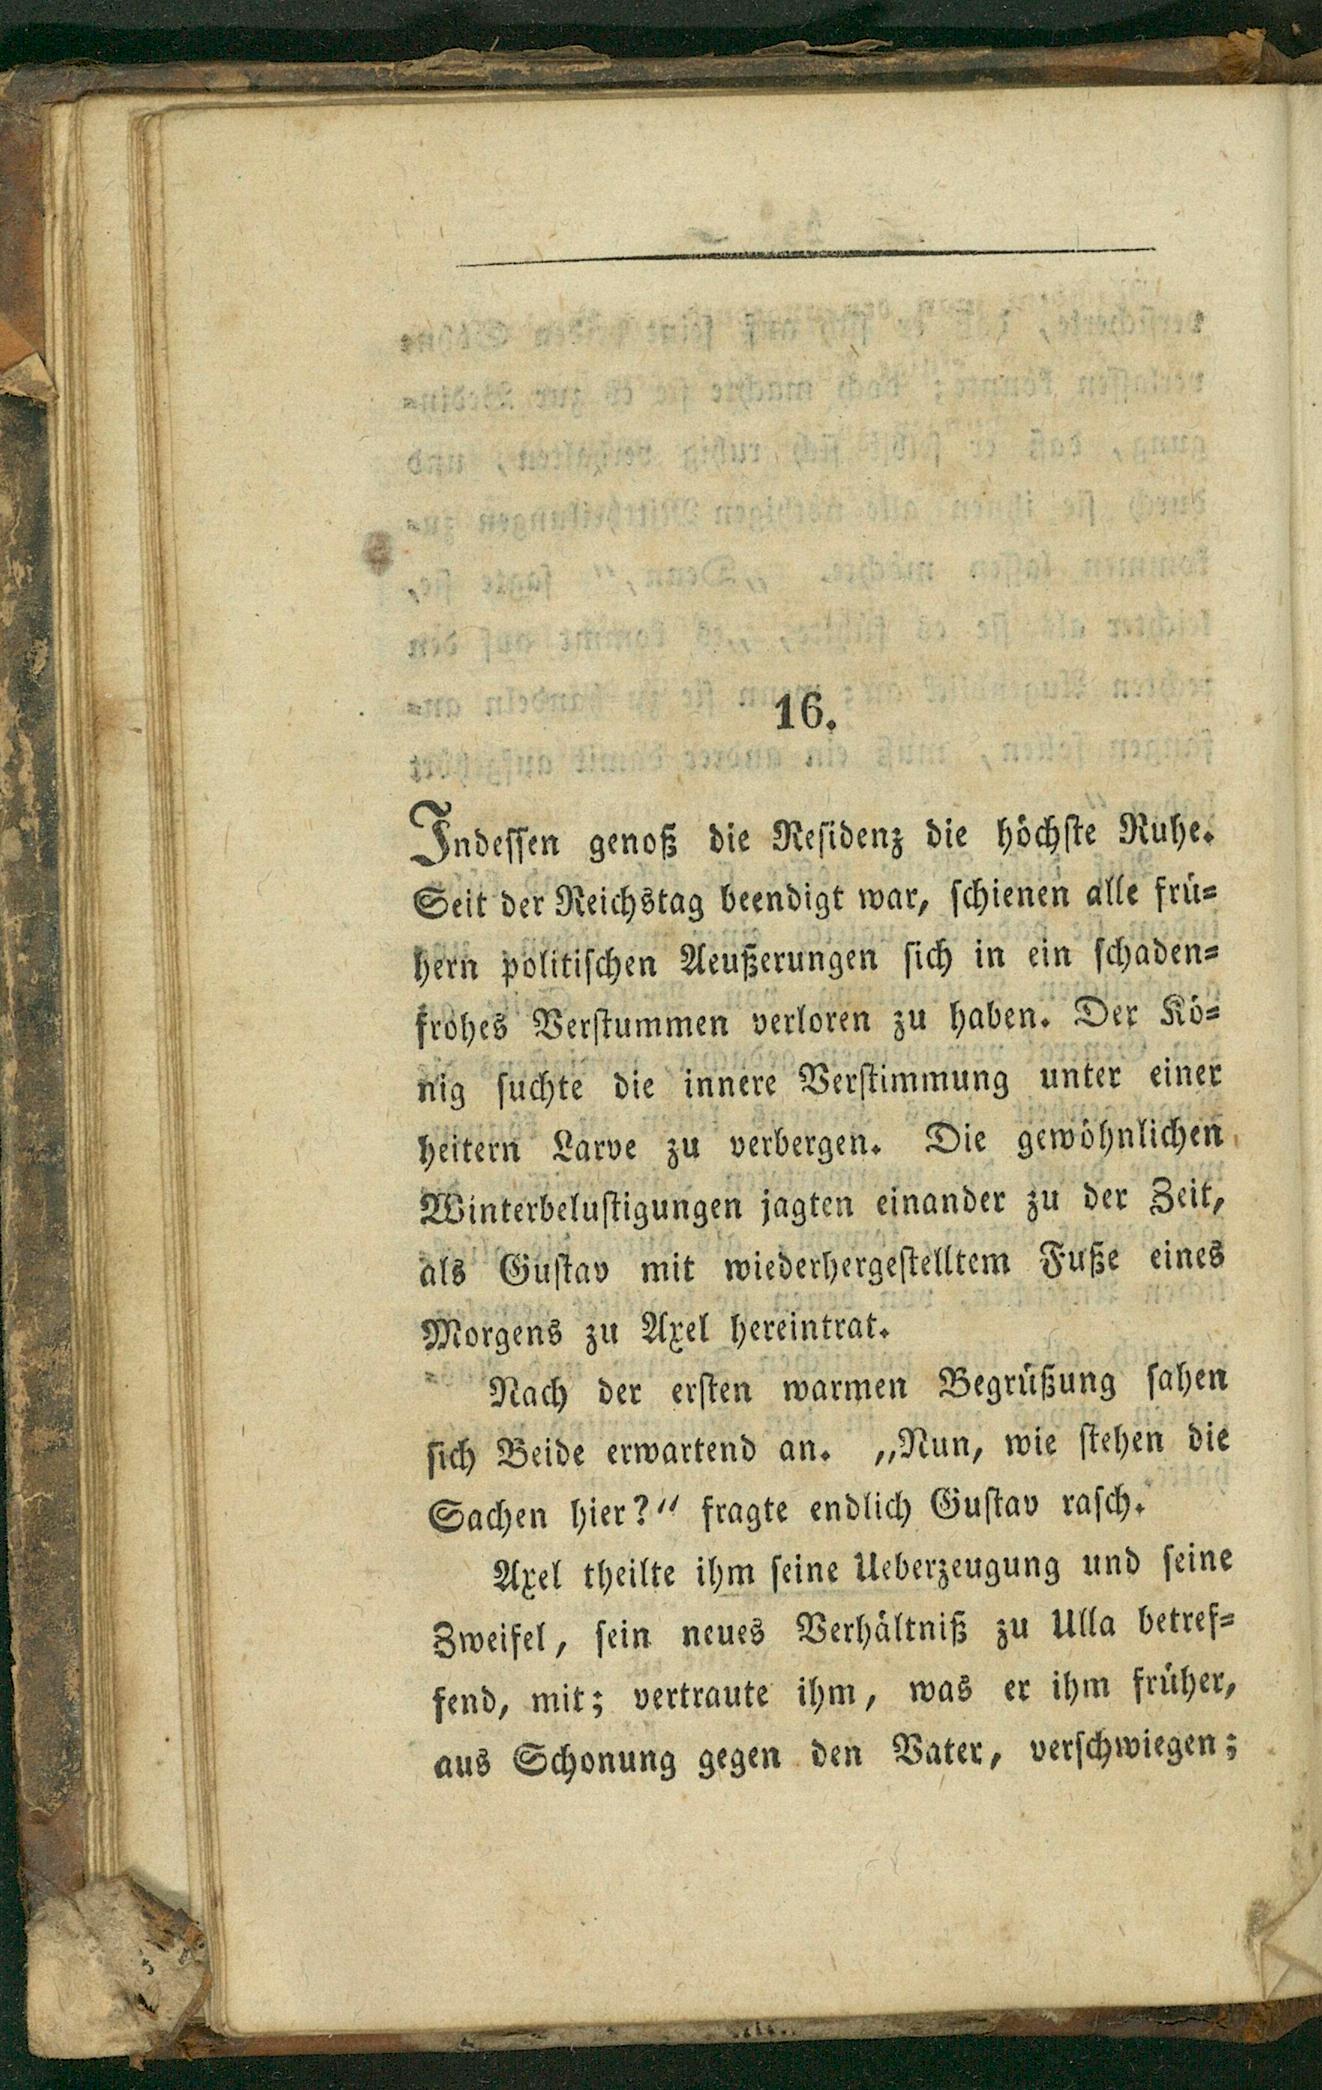 16.
Indessen genoß die Residenz die höchste Ruhe.
Seit der Reichstag beendigt war, schienen alle frü-
hern politischen Aeußerungen sich in ein schaden-
frohes Verstummen verloren zu haben. Der Kö-
nig suchte die innere Verstimmung unter einer
heitern Larve zu verbergen. Die gewöhnlichen
Winterbelustigungen jagten einander zu der Zeit,
als Gustav mit wiederhergestelltem Fuße eines
Morgens zu Axel hereintrat.
Nach der ersten warmen Begrüßung sahen
sich Beide erwartend an. „Nun, wie stehen die
Sachen hier?“ fragte endlich Gustav rasch.
Axel theilte ihm seine Ueberzeugung und seine
Zweifel, sein neues Verhältniß zu Ulla betref-
fend, mit; vertraute ihm, was er ihm früher,
aus Schonung gegen den Vater, verschwiegen;